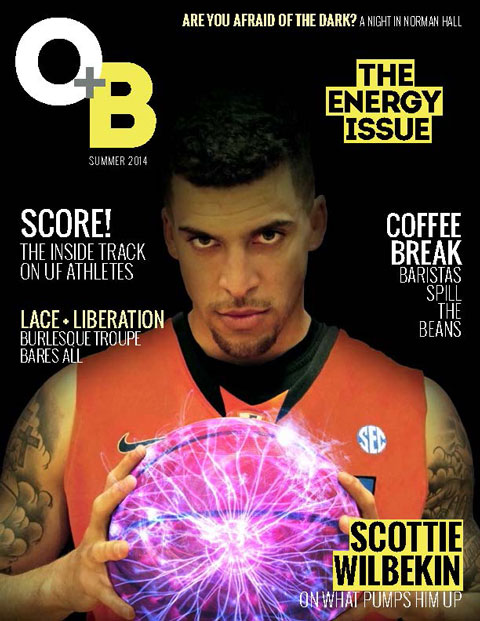 ARE YOU AFRAID OF THE DARK? A NIGHT IN NORMAN HALL
O+B
SUMMER 2014
THE
ENERGY
ISSUE
SCORE!
THE INSIDE TRACK
ON UF ATHLETES
LACE + LIBERATION
BURLESQUE TROUPE
BARES ALL
COFFEE
BREAK
BARISTAS
SPILL
THE
BEANS
SEC
SCOTTIE
WILBEKIN
ON WHAT PUMPS HIM UP